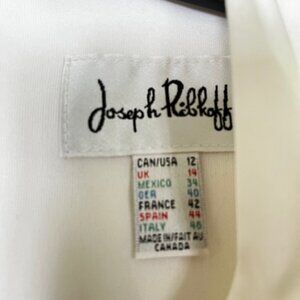 Joseph Ribkoff
CAN/USA 12
UK 14
MEXICO 34
GER 40
FRANCE 42
SPAIN 44
ITALY 46
MADE IN/FAIT AU
CANADA